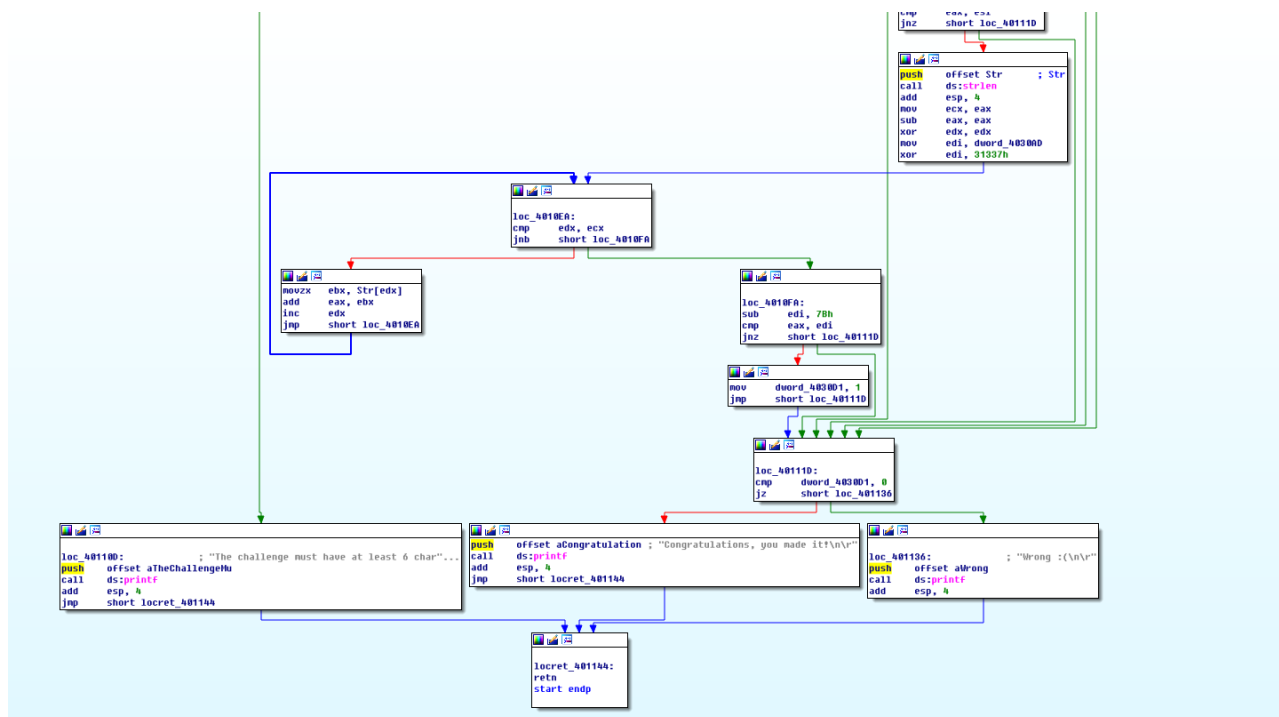 cmp     eax, esi
jnz     short loc_40111D
push    offset Str      ; Str
call    ds:strlen
add     esp, 4
mov     ecx, eax
sub     eax, eax
xor     edx, edx
mov     edi, dword_4030AD
xor     edi, 31337h
loc_4010EA:
cmp     edx, ecx
jnb     short loc_4010FA
movzx   ebx, Str[edx]
add     eax, ebx
inc     edx
jmp     short loc_4010EA
loc_4010FA:
sub     edi, 7Bh
cmp     eax, edi
jnz     short loc_40111D
mov     dword_4030D1, 1
jmp     short loc_40111D
loc_40111D:
cmp     dword_4030D1, 0
jz      short loc_401136
loc_40110D:             ; "The challenge must have at least 6 char"...
push    offset aTheChallengeMu
call    ds:printf
add     esp, 4
jmp     short locret_401144
push    offset aCongratulation ; "Congratulations, you made it!\n\r"
call    ds:printf
add     esp, 4
jmp     short locret_401144
loc_401136:             ; "Wrong :(\n\r"
push    offset aWrong
call    ds:printf
add     esp, 4
locret_401144:
retn
start endp